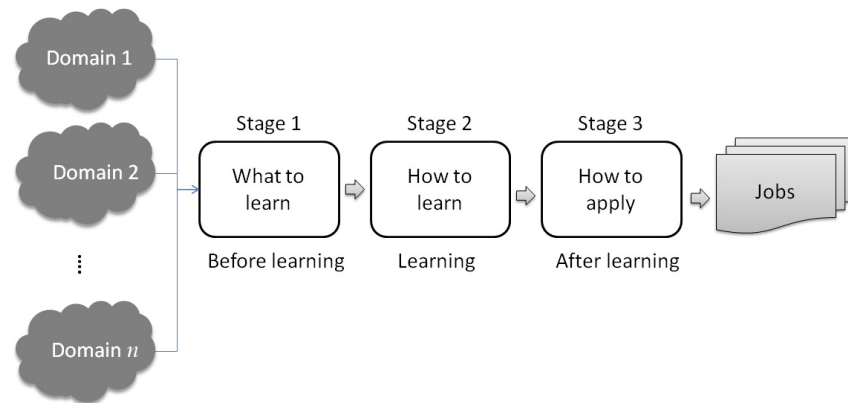 Domain 1
Domain 2
Domain n
Stage 1
What to
learn
Before learning
Stage 2
How to
learn
Learning
Stage 3
How to
apply
After learning
Jobs